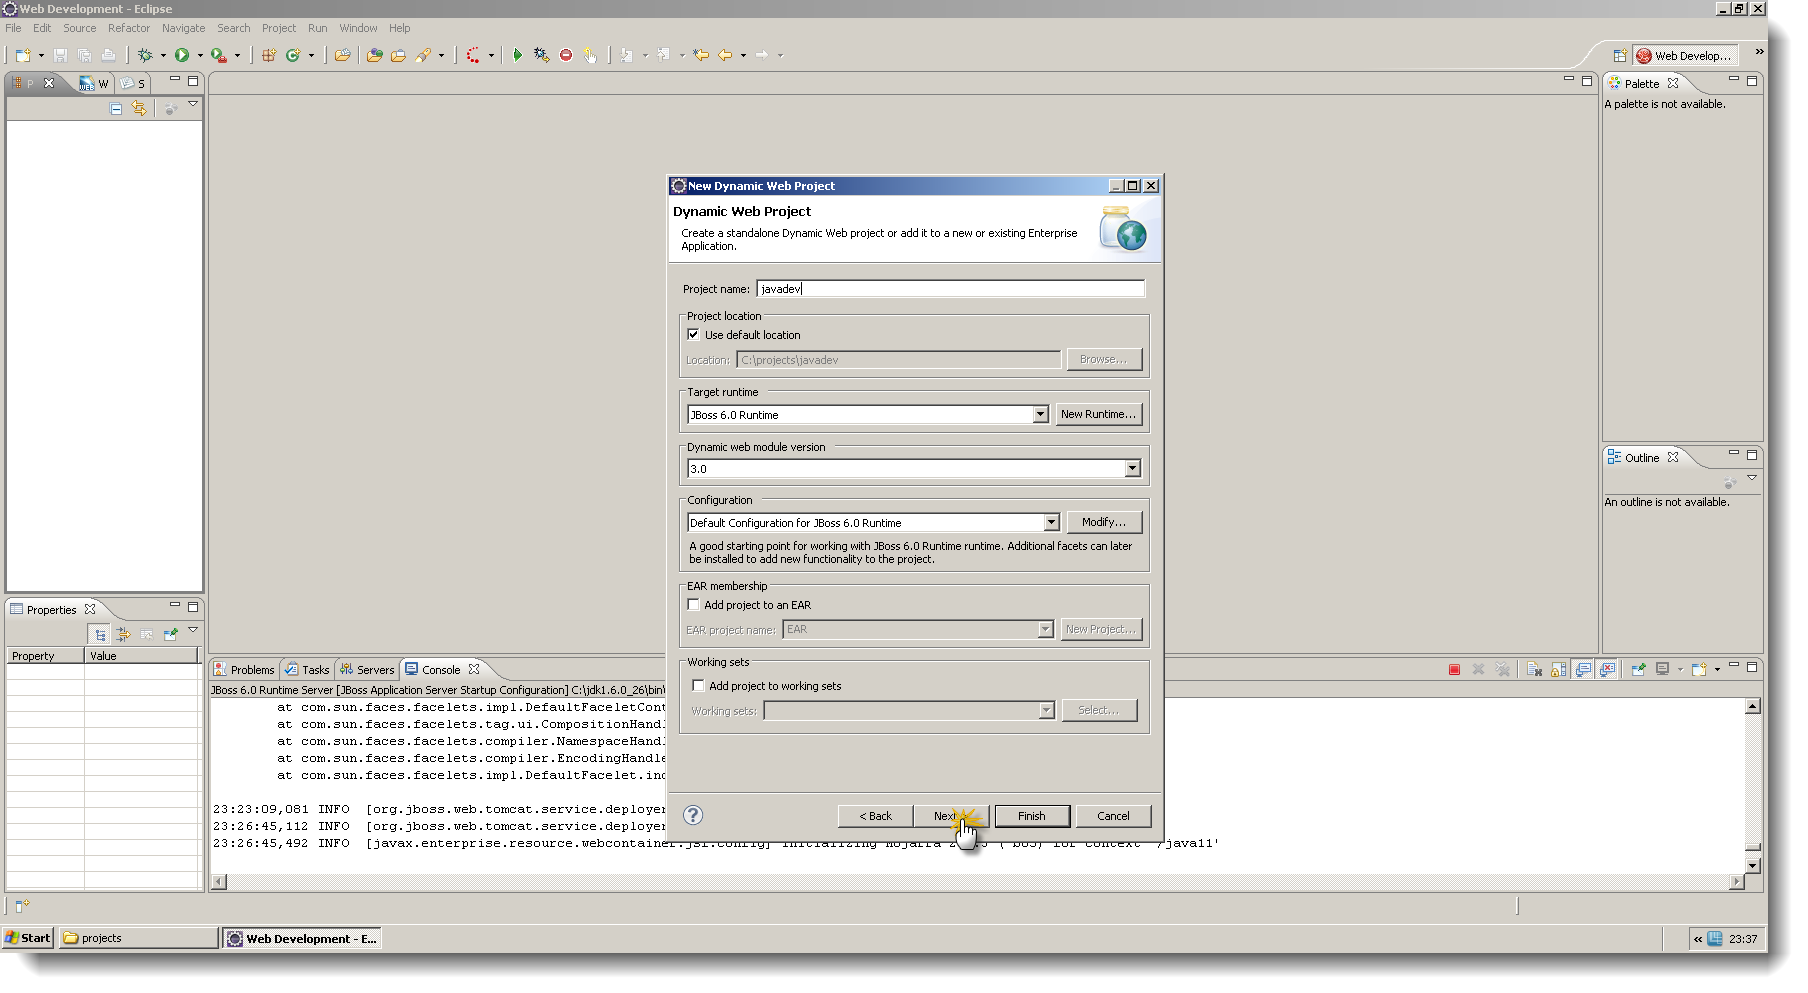 Web Development - Eclipse
File Edit Source Refactor Navigate Search Project Run Window Help
Web Develop... »
P W S
Palette
A palette is not available.
New Dynamic Web Project
Dynamic Web Project
Create a standalone Dynamic Web project or add it to a new or existing Enterprise
Application.
Project name: javadev
Project location
Use default location
Location: C:\projects\javadev Browse...
Target runtime
JBoss 6.0 Runtime New Runtime...
Dynamic web module version
3.0
Configuration
Default Configuration for JBoss 6.0 Runtime Modify...
A good starting point for working with JBoss 6.0 Runtime runtime. Additional facets can later
be installed to add new functionality to the project.
EAR membership
Add project to an EAR
EAR project name: EAR New Project...
Working sets
Add project to working sets
Working sets: Select...
? < Back Next Finish Cancel
Outline
An outline is not available.
Properties
Property Value
Problems Tasks Servers Console
JBoss 6.0 Runtime Server [JBoss Application Server Startup Configuration] C:\jdk1.6.0_26\bin\
at com.sun.faces.facelets.impl.DefaultFaceletCont
at com.sun.faces.facelets.tag.ui.CompositionHandl
at com.sun.faces.facelets.compiler.NamespaceHandl
at com.sun.faces.facelets.compiler.EncodingHandle
at com.sun.faces.facelets.impl.DefaultFacelet.inc
23:23:09,081 INFO [org.jboss.web.tomcat.service.deployer
23:26:45,112 INFO [org.jboss.web.tomcat.service.deployer
23:26:45,492 INFO [javax.enterprise.resource.webcontainer.jsf.config] Initializing Mojarra for context '/java11'
Start projects Web Development - E... « 23:37